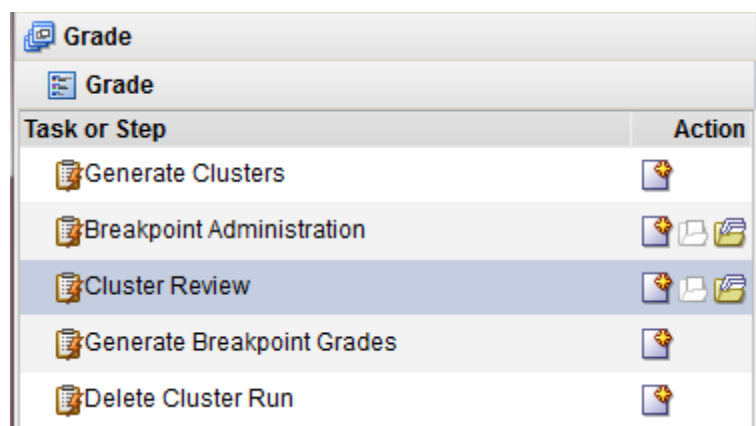 Grade
Grade
Task or Step Action
Generate Clusters
Breakpoint Administration
Cluster Review
Generate Breakpoint Grades
Delete Cluster Run